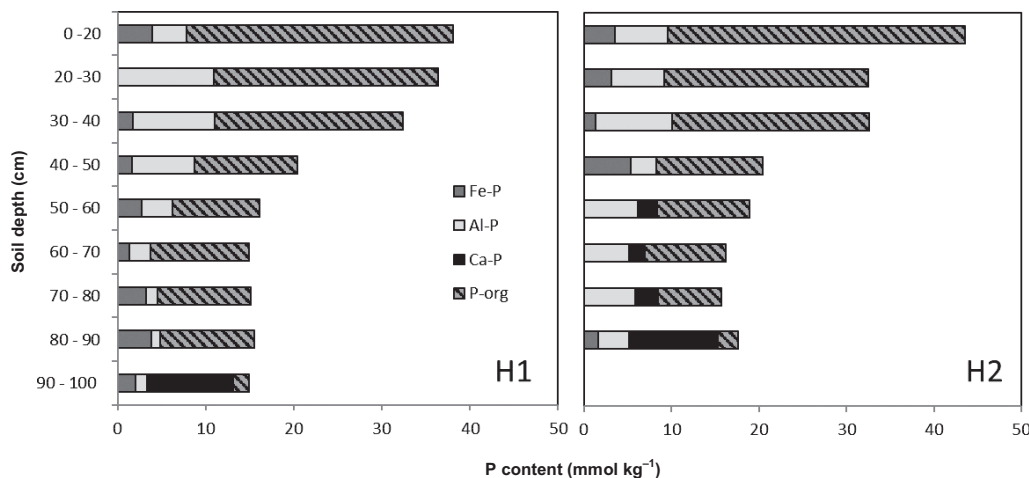 0 -20
20 -30
30 - 40
40 - 50
50 - 60
60 - 70
70 - 80
80 - 90
90 - 100
Soil depth (cm)
Fe-P
Al-P
Ca-P
P-org
H1
H2
0 10 20 30 40 50
0 10 20 30 40 50
P content (mmol kg⁻¹)